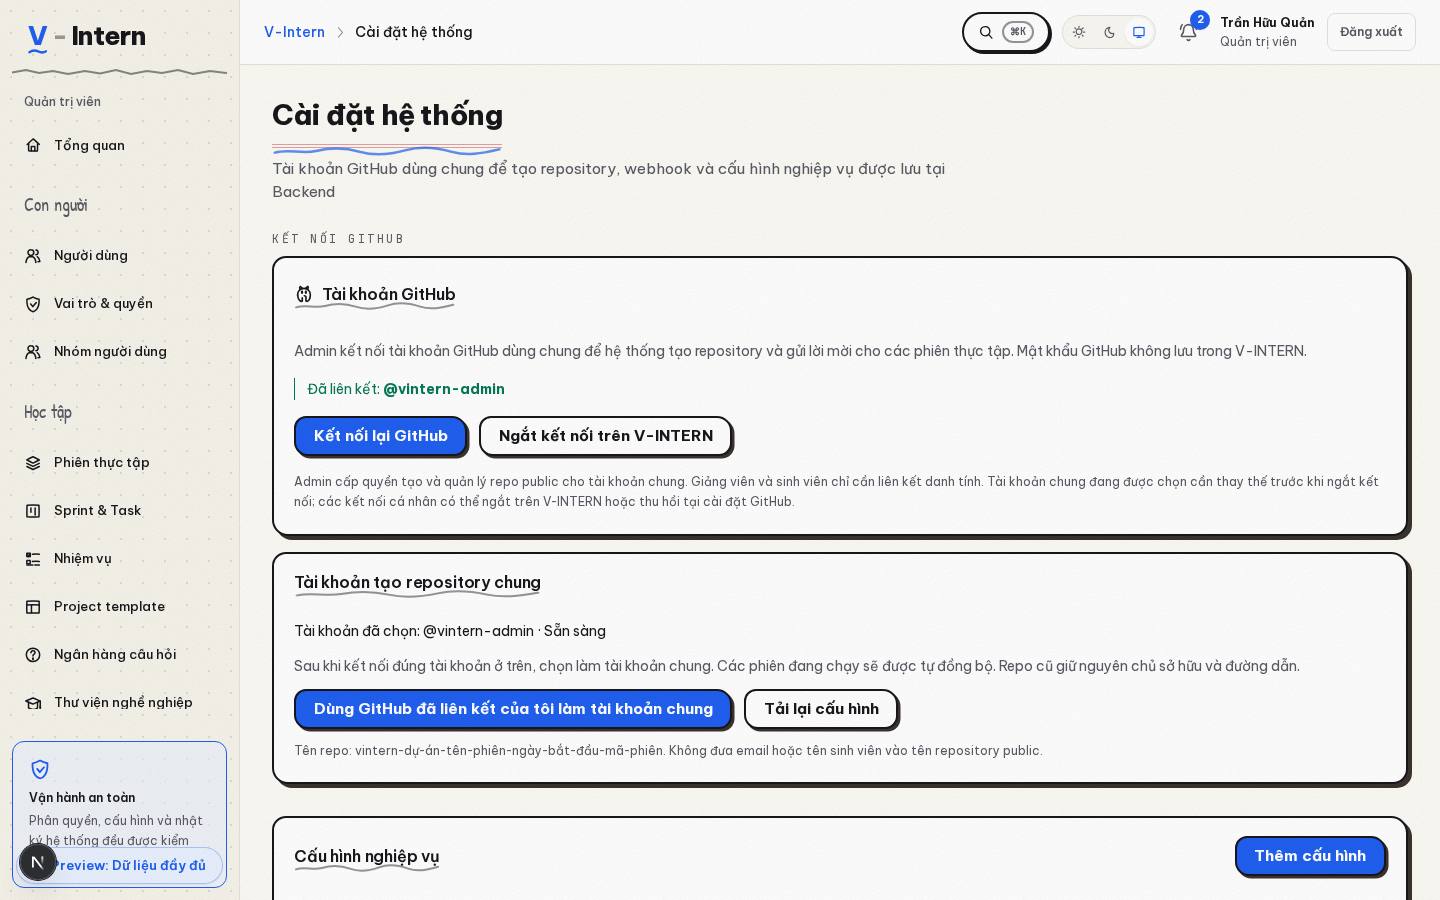 V - Intern
Quản trị viên
Tổng quan
Con người
Người dùng
Vai trò & quyền
Nhóm người dùng
Học tập
Phiên thực tập
Sprint & Task
Nhiệm vụ
Project template
Ngân hàng câu hỏi
Thư viện nghề nghiệp
Vận hành an toàn
Phân quyền, cấu hình và nhật
ký hệ thống đều được kiểm
Preview: Dữ liệu đầy đủ
V-Intern
Cài đặt hệ thống
⌘K
2
Trần Hữu Quản
Quản trị viên
Đăng xuất
Cài đặt hệ thống
Tài khoản GitHub dùng chung để tạo repository, webhook và cấu hình nghiệp vụ được lưu tại
Backend
KẾT NỐI GITHUB
Tài khoản GitHub
Admin kết nối tài khoản GitHub dùng chung để hệ thống tạo repository và gửi lời mời cho các phiên thực tập. Mật khẩu GitHub không lưu trong V-INTERN.
Đã liên kết: @vintern-admin
Kết nối lại GitHub
Ngắt kết nối trên V-INTERN
Admin cấp quyền tạo và quản lý repo public cho tài khoản chung. Giảng viên và sinh viên chỉ cần liên kết danh tính. Tài khoản chung đang được chọn cần thay thế trước khi ngắt kết
nối; các kết nối cá nhân có thể ngắt trên V-INTERN hoặc thu hồi tại cài đặt GitHub.
Tài khoản tạo repository chung
Tài khoản đã chọn: @vintern-admin · Sẵn sàng
Sau khi kết nối đúng tài khoản ở trên, chọn làm tài khoản chung. Các phiên đang chạy sẽ được tự đồng bộ. Repo cũ giữ nguyên chủ sở hữu và đường dẫn.
Dùng GitHub đã liên kết của tôi làm tài khoản chung
Tải lại cấu hình
Tên repo: vintern-dự-án-tên-phiên-ngày-bắt-đầu-mã-phiên. Không đưa email hoặc tên sinh viên vào tên repository public.
Cấu hình nghiệp vụ
Thêm cấu hình